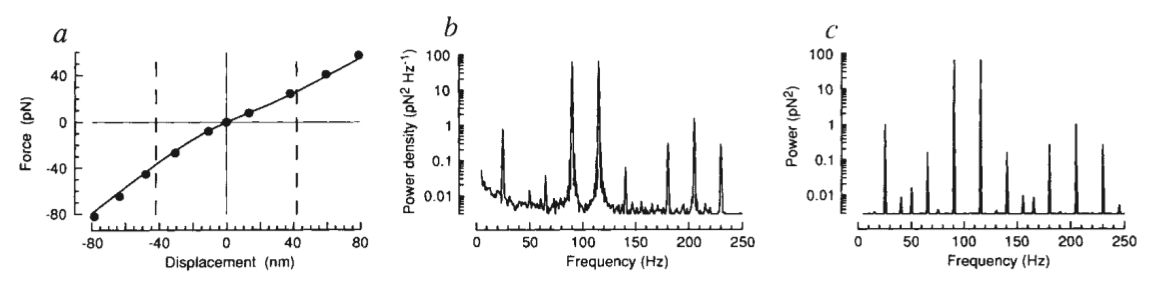 a
40
0
-40
-80
Force (pN)
-80 -40 0 40 80
Displacement (nm)
b
100
10
1
0.1
0.01
Power density (pN² Hz⁻¹)
0 50 100 150 200 250
Frequency (Hz)
c
100
10
1
0.1
0.01
Power (pN²)
0 50 100 150 200 250
Frequency (Hz)